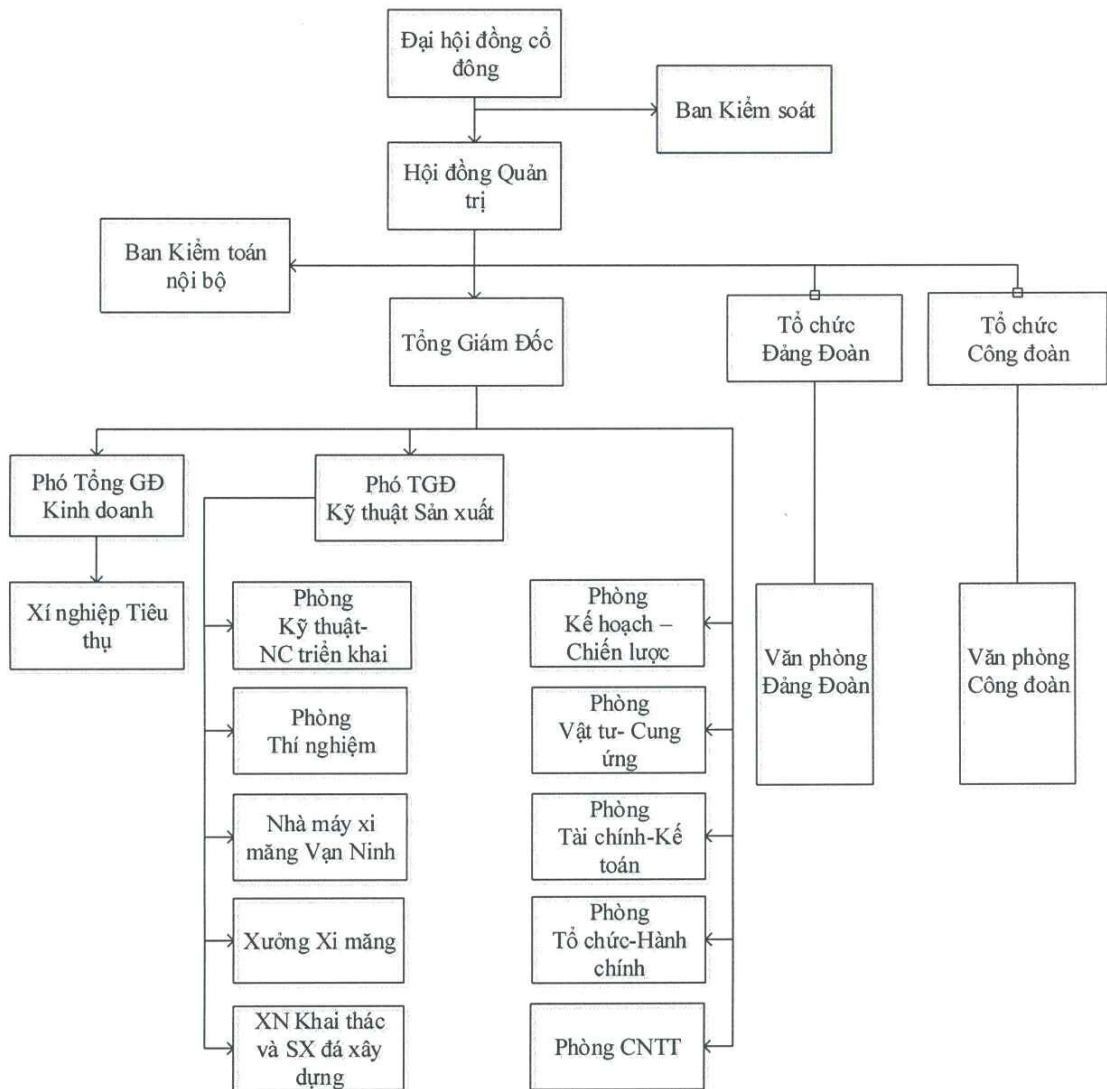 Đại hội đồng cổ
đông
Ban Kiểm soát
Hội đồng Quản
trị
Ban Kiểm toán
nội bộ
Tổng Giám Đốc
Tổ chức
Đảng Đoàn
Tổ chức
Công đoàn
Phó Tổng GĐ
Kinh doanh
Phó TGĐ
Kỹ thuật Sản xuất
Xí nghiệp Tiêu
thụ
Phòng
Kỹ thuật-
NC triển khai
Phòng
Kế hoạch –
Chiến lược
Văn phòng
Đảng Đoàn
Văn phòng
Công đoàn
Phòng
Thí nghiệm
Phòng
Vật tư- Cung
ứng
Nhà máy xi
măng Vạn Ninh
Phòng
Tài chính-Kế
toán
Xưởng Xi măng
Phòng
Tổ chức-Hành
chính
XN Khai thác
và SX đá xây
dựng
Phòng CNTT